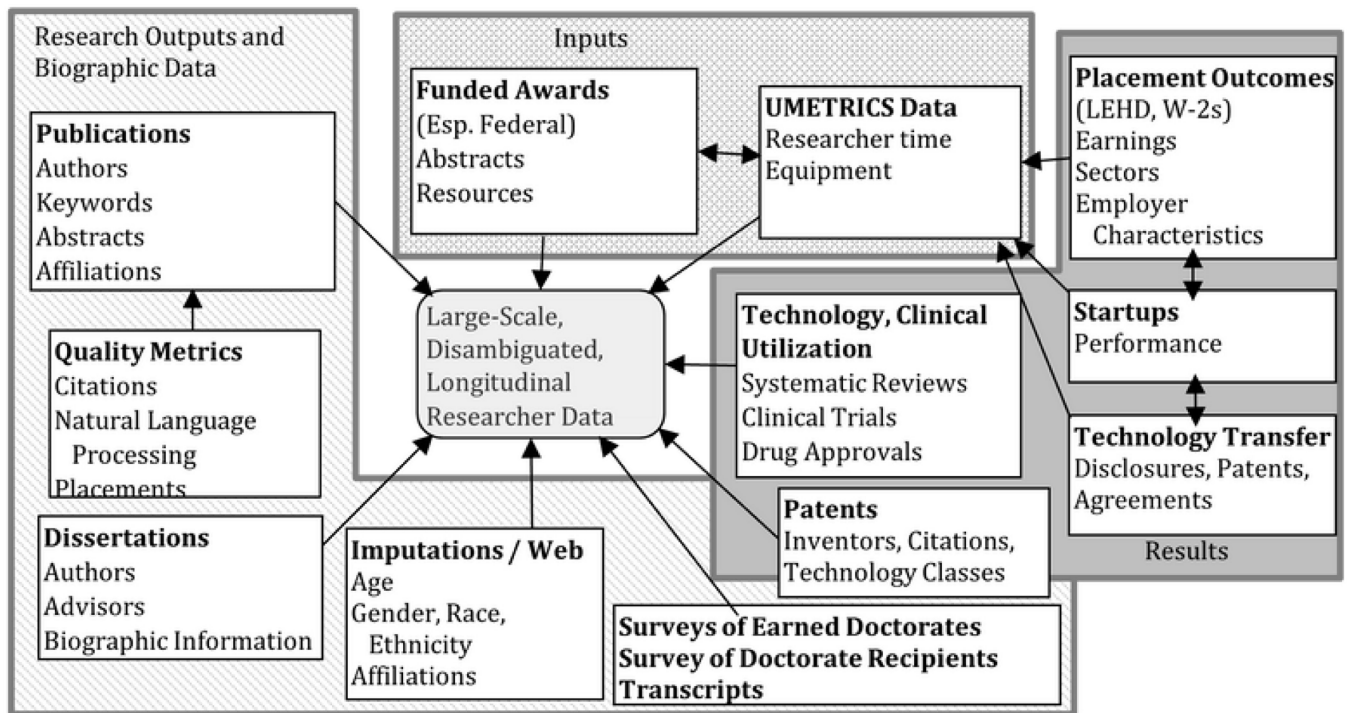 Research Outputs and
Biographic Data
Publications
Authors
Keywords
Abstracts
Affiliations
Quality Metrics
Citations
Natural Language
Processing
Placements
Dissertations
Authors
Advisors
Biographic Information
Inputs
Funded Awards
(Esp. Federal)
Abstracts
Resources
UMETRICS Data
Researcher time
Equipment
Large-Scale,
Disambiguated,
Longitudinal
Researcher Data
Imputations / Web
Age
Gender, Race,
Ethnicity
Affiliations
Surveys of Earned Doctorates
Survey of Doctorate Recipients
Transcripts
Technology, Clinical
Utilization
Systematic Reviews
Clinical Trials
Drug Approvals
Patents
Inventors, Citations,
Technology Classes
Placement Outcomes
(LEHD, W-2s)
Earnings
Sectors
Employer
Characteristics
Startups
Performance
Technology Transfer
Disclosures, Patents,
Agreements
Results